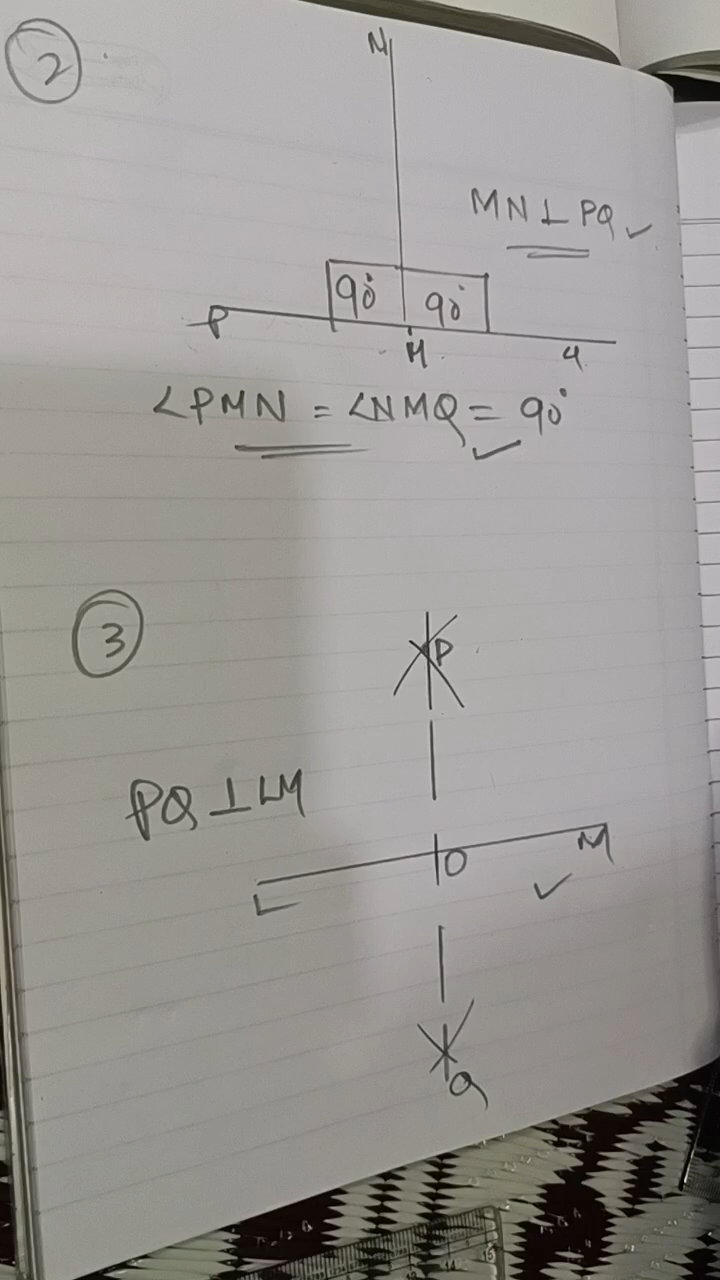 2
N
MN ⊥ PQ
90° 90°
P M Q
∠PMN = ∠NMQ = 90°
3
P
PQ ⊥ LM
O M
L
Q